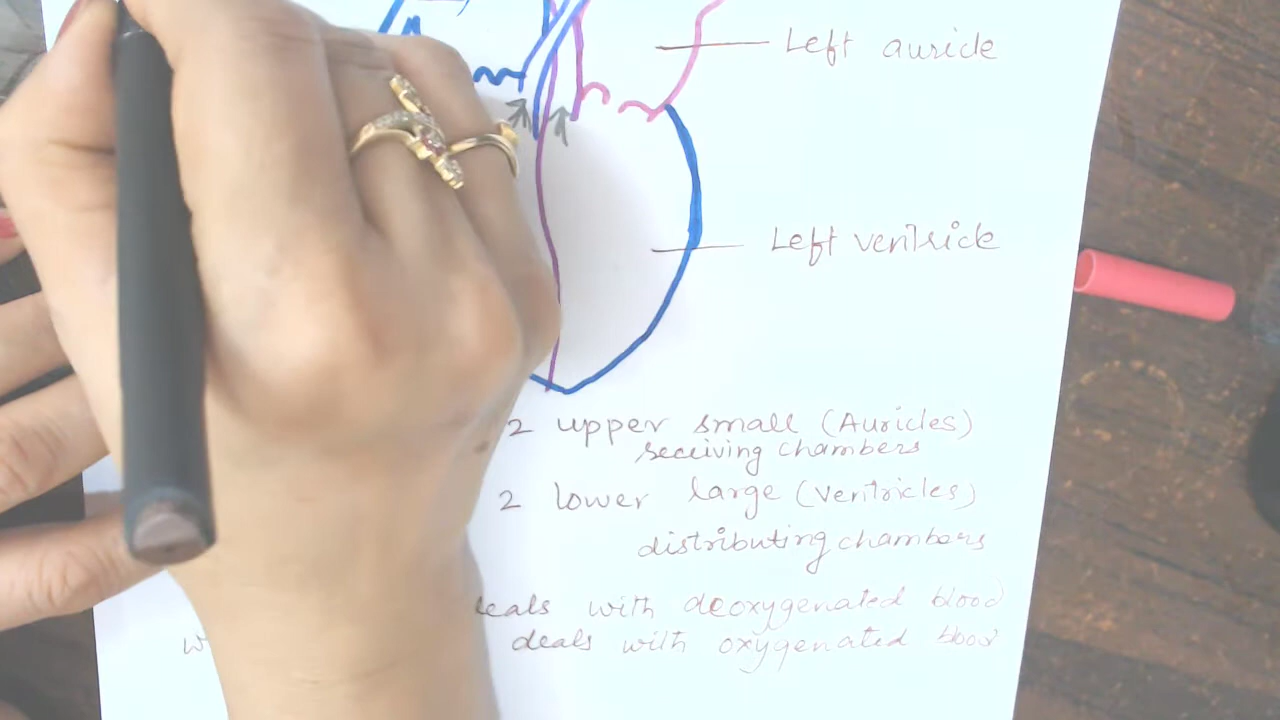 Left auricle
Left ventricle
2 upper small (Auricles)
receiving chambers
2 lower large (ventricles)
distributing chambers
deals with deoxygenated blood
deals with oxygenated blood